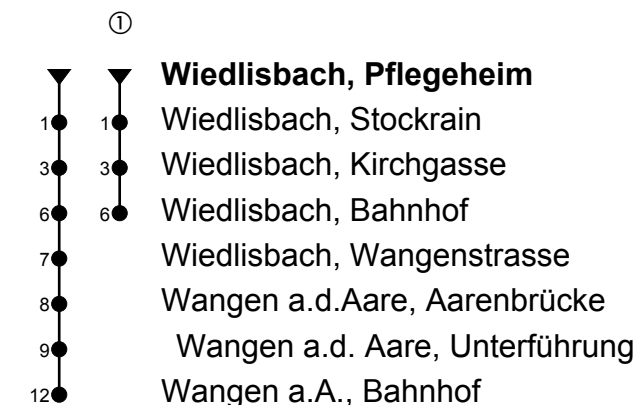 ①
Wiedlisbach, Pflegeheim
1 1 Wiedlisbach, Stockrain
3 3 Wiedlisbach, Kirchgasse
6 6 Wiedlisbach, Bahnhof
7 Wiedlisbach, Wangenstrasse
8 Wangen a.d.Aare, Aarenbrücke
9 Wangen a.d. Aare, Unterführung
12 Wangen a.A., Bahnhof